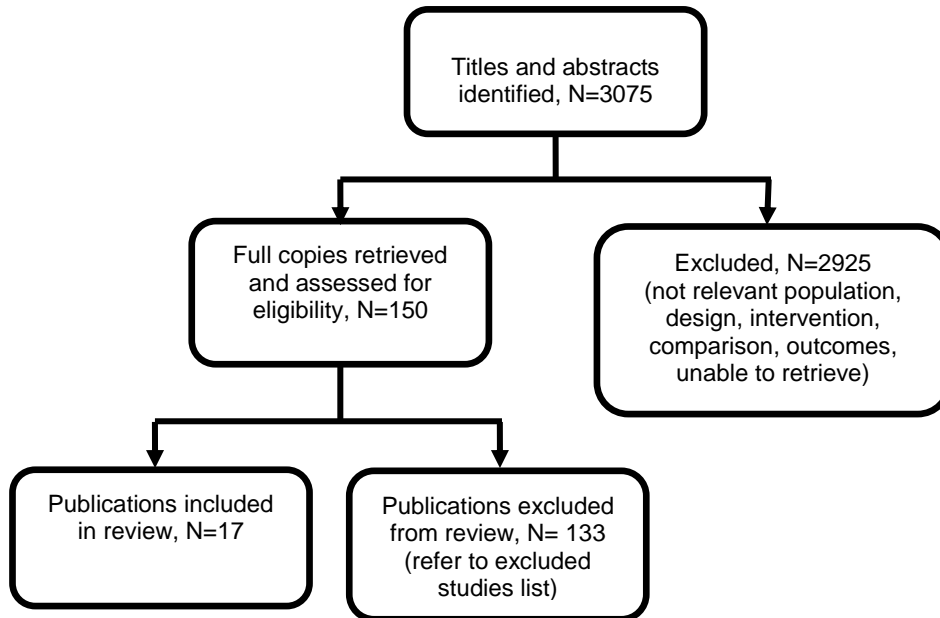 Titles and abstracts
identified, N=3075
Full copies retrieved
and assessed for
eligibility, N=150
Excluded, N=2925
(not relevant population,
design, intervention,
comparison, outcomes,
unable to retrieve)
Publications included
in review, N=17
Publications excluded
from review, N= 133
(refer to excluded
studies list)